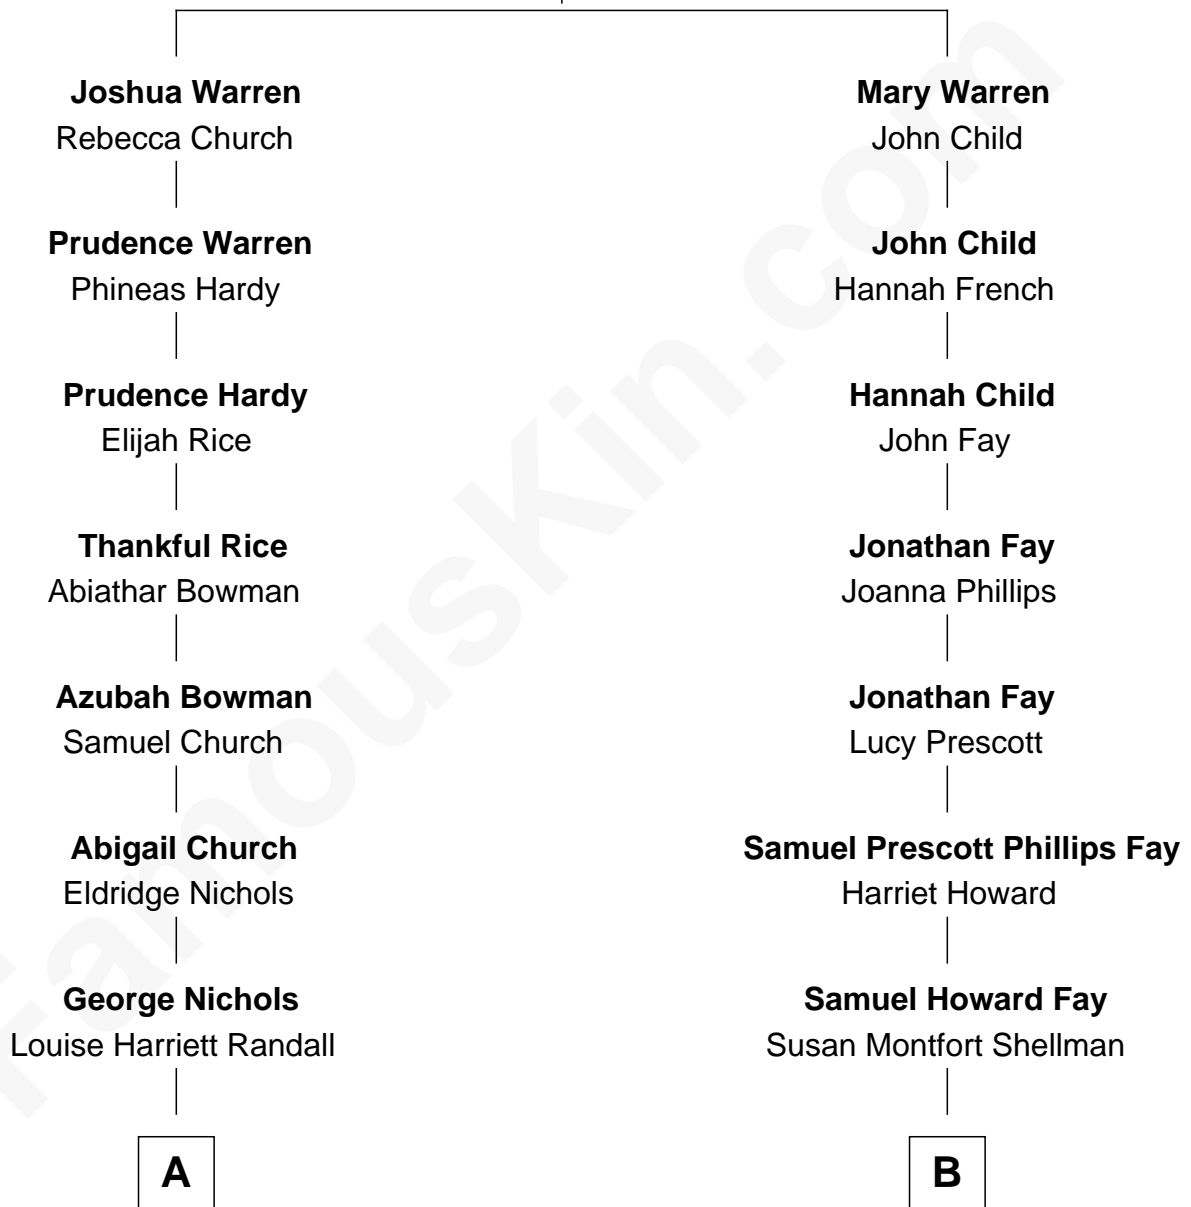 Joshua Warren
Rebecca Church
Prudence Warren
Phineas Hardy
Prudence Hardy
Elijah Rice
Thankful Rice
Abiathar Bowman
Azubah Bowman
Samuel Church
Abigail Church
Eldridge Nichols
George Nichols
Louise Harriett Randall
A
Mary Warren
John Child
John Child
Hannah French
Hannah Child
John Fay
Jonathan Fay
Joanna Phillips
Jonathan Fay
Lucy Prescott
Samuel Prescott Phillips Fay
Harriet Howard
Samuel Howard Fay
Susan Montfort Shellman
B
FamousKin.com